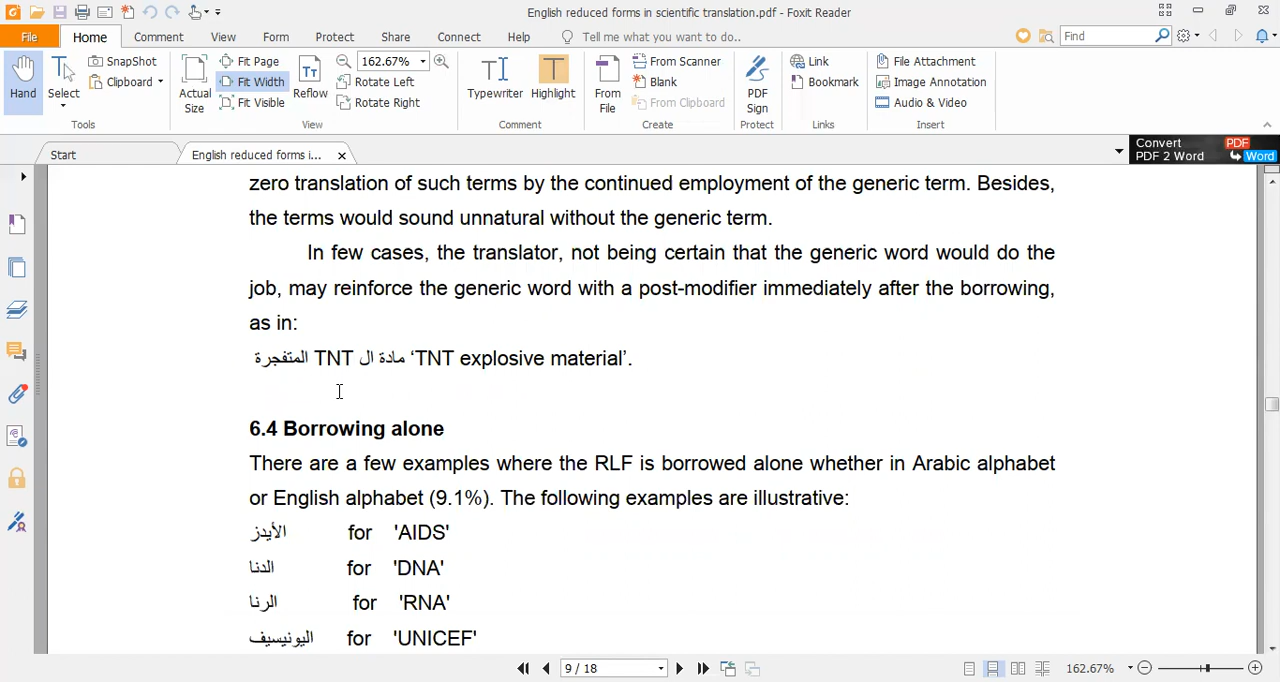 English reduced forms in scientific translation.pdf - Foxit Reader
File Home Comment View Form Protect Share Connect Help Tell me what you want to do.. Find
Hand Select SnapShot Clipboard Actual Size Fit Page Fit Width Fit Visible Reflow 162.67% Rotate Left Rotate Right Typewriter Highlight From File From Scanner Blank From Clipboard PDF Sign Link Bookmark File Attachment Image Annotation Audio & Video
Tools View Comment Create Protect Links Insert
Start English reduced forms i... Convert PDF 2 Word PDF Word
zero translation of such terms by the continued employment of the generic term. Besides,
the terms would sound unnatural without the generic term.
In few cases, the translator, not being certain that the generic word would do the
job, may reinforce the generic word with a post-modifier immediately after the borrowing,
as in:
مادة ال TNT المتفجرة ‘TNT explosive material’.
6.4 Borrowing alone
There are a few examples where the RLF is borrowed alone whether in Arabic alphabet
or English alphabet (9.1%). The following examples are illustrative:
الأيدز for 'AIDS'
الدنا for 'DNA'
الرنا for 'RNA'
اليونيسيف for 'UNICEF'
9 / 18 162.67%